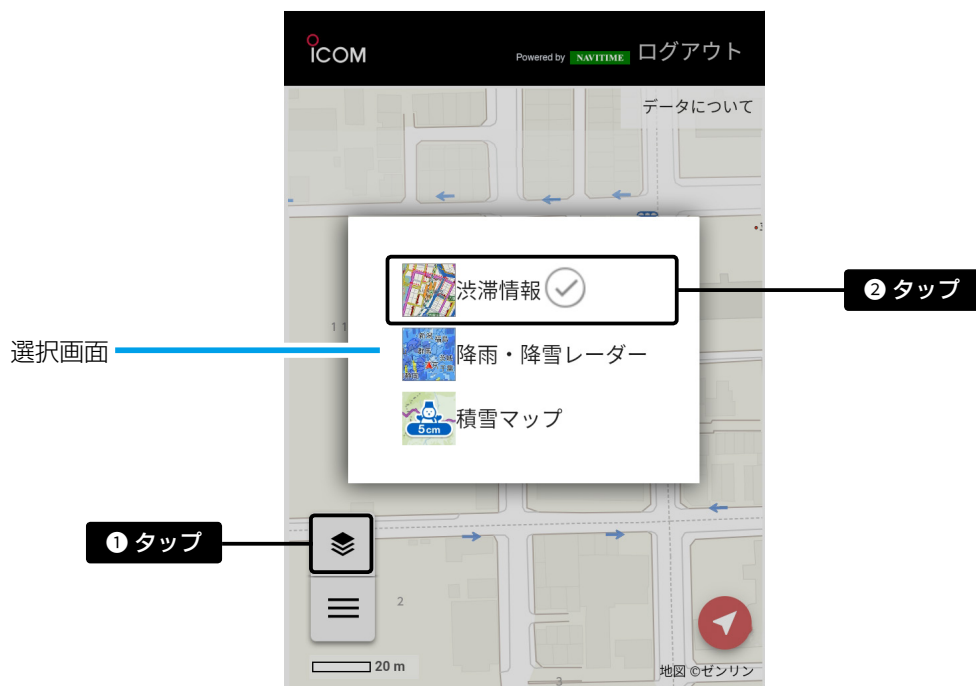 ICOM
Powered by NAVITIME ログアウト
データについて
渋滞情報
❷ タップ
1 1
選択画面
降雨・降雪レーダー
5cm
積雪マップ
❶ タップ
2
20 m
地図 ©ゼンリン
3